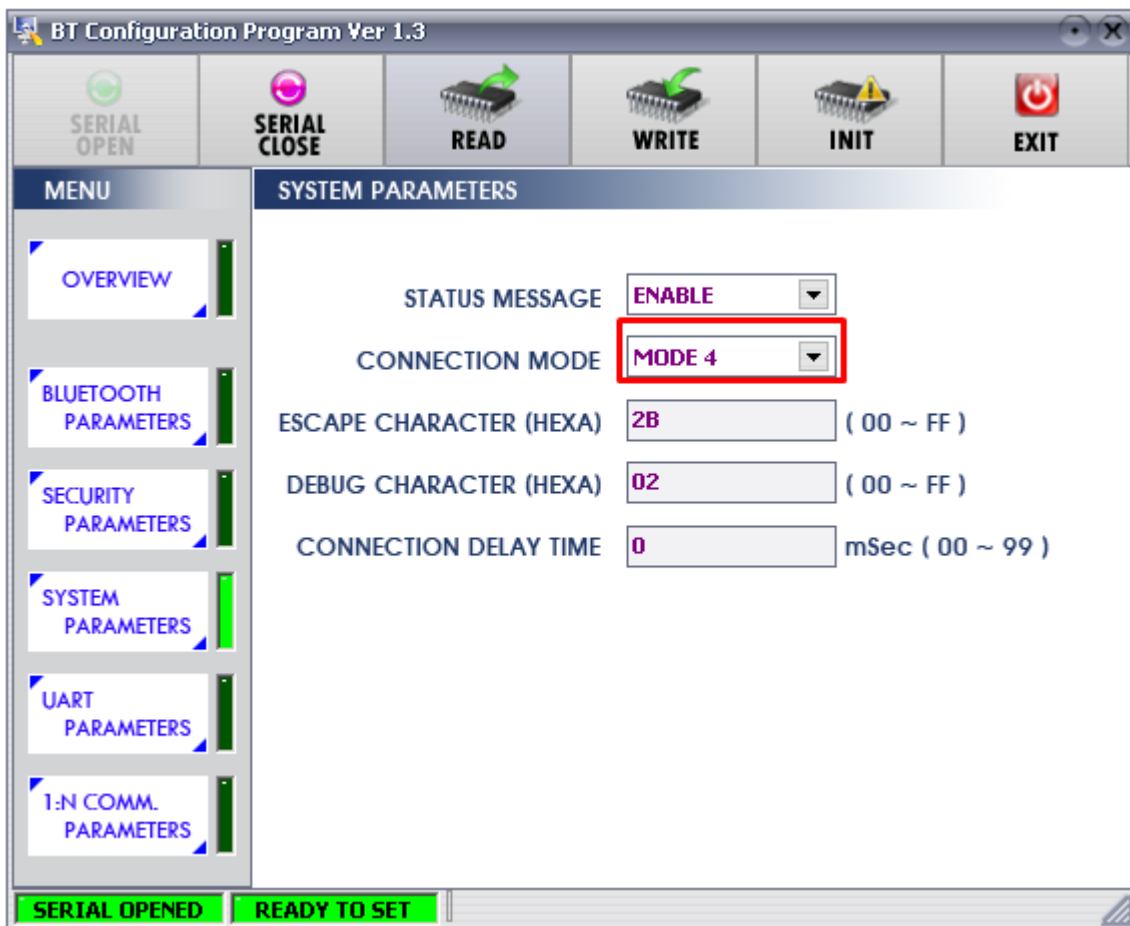 BT Configuration Program Ver 1.3
SERIAL
OPEN
SERIAL
CLOSE
READ
WRITE
INIT
EXIT
MENU
SYSTEM PARAMETERS
OVERVIEW
BLUETOOTH
PARAMETERS
SECURITY
PARAMETERS
SYSTEM
PARAMETERS
UART
PARAMETERS
1:N COMM.
PARAMETERS
STATUS MESSAGE ENABLE
CONNECTION MODE MODE 4
ESCAPE CHARACTER (HEXA) 2B ( 00 ~ FF )
DEBUG CHARACTER (HEXA) 02 ( 00 ~ FF )
CONNECTION DELAY TIME 0 mSec ( 00 ~ 99 )
SERIAL OPENED READY TO SET